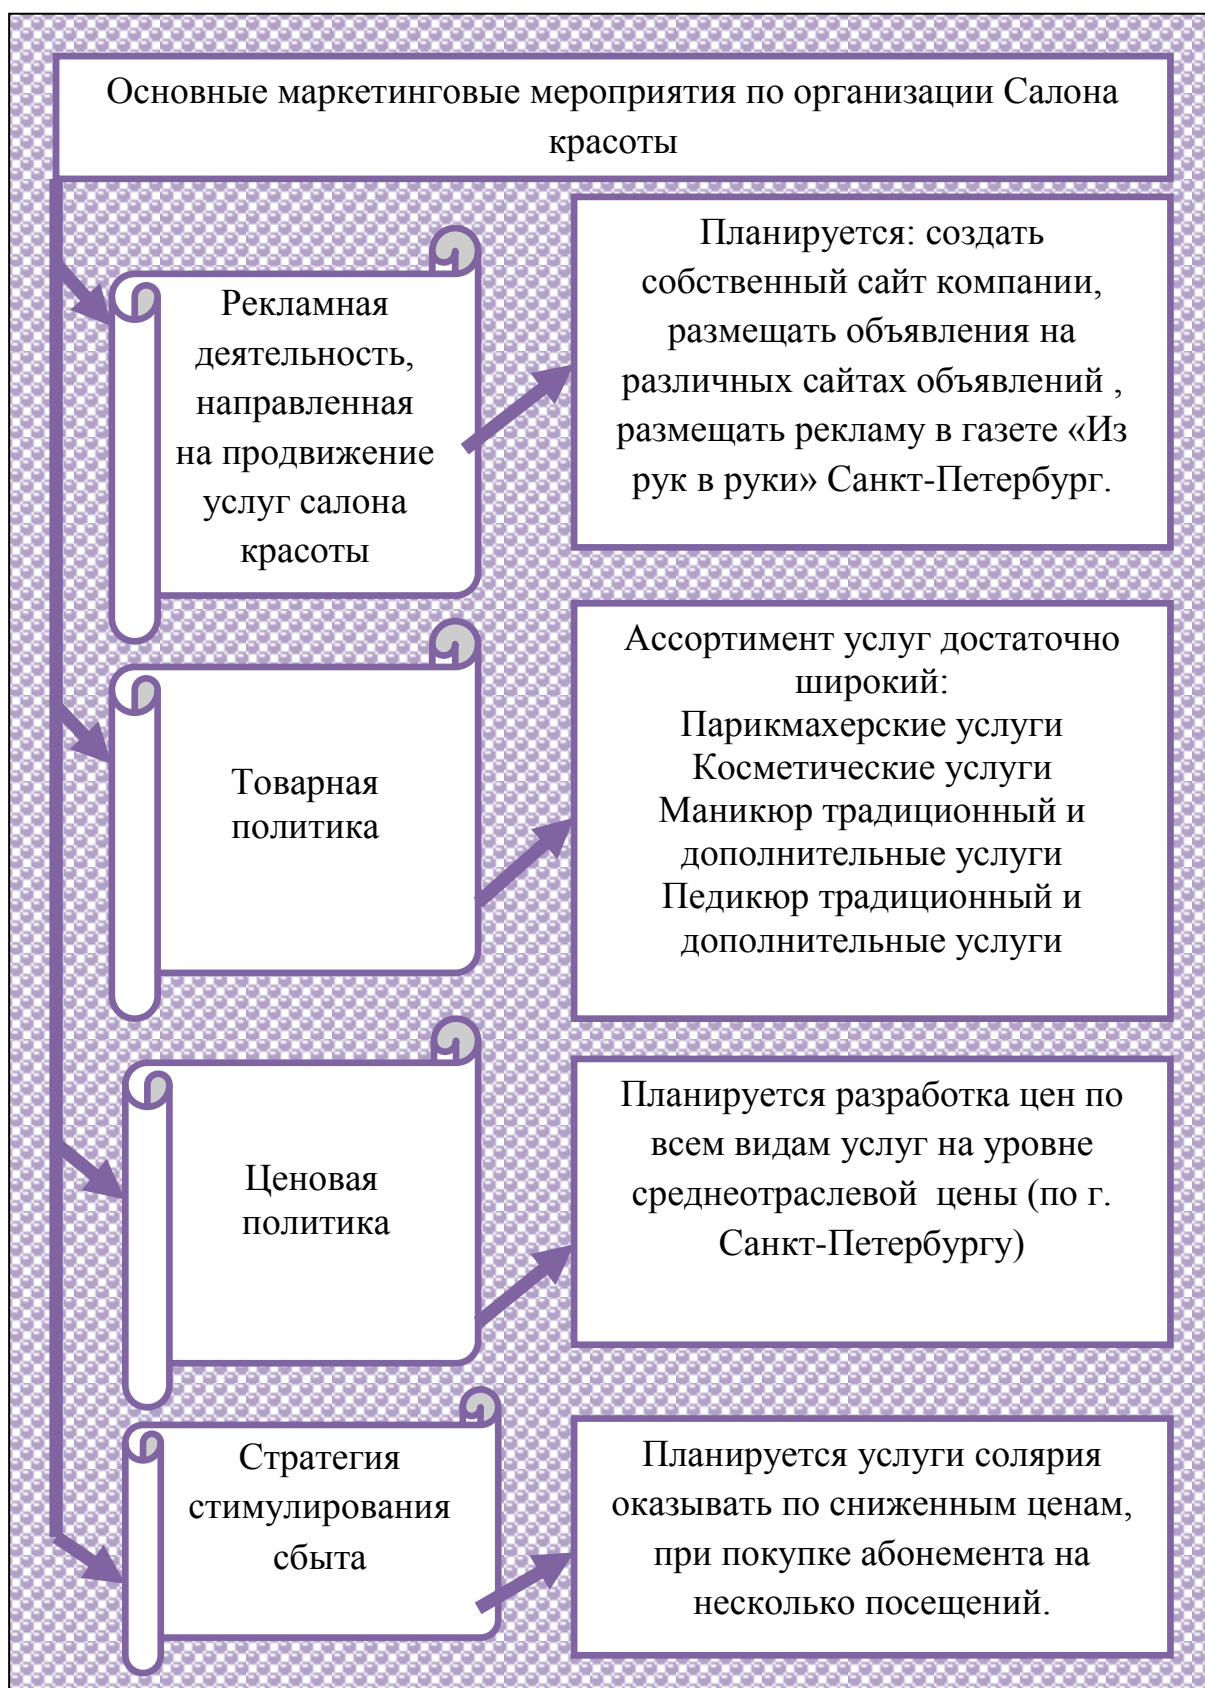 Основные маркетинговые мероприятия по организации Салона
красоты
Рекламная
деятельность,
направленная
на продвижение
услуг салона
красоты
Планируется: создать
собственный сайт компании,
размещать объявления на
различных сайтах объявлений ,
размещать рекламу в газете «Из
рук в руки» Санкт-Петербург.
Товарная
политика
Ассортимент услуг достаточно
широкий:
Парикмахерские услуги
Косметические услуги
Маникюр традиционный и
дополнительные услуги
Педикюр традиционный и
дополнительные услуги
Ценовая
политика
Планируется разработка цен по
всем видам услуг на уровне
среднеотраслевой  цены (по г.
Санкт-Петербургу)
Стратегия
стимулирования
сбыта
Планируется услуги солярия
оказывать по сниженным ценам,
при покупке абонемента на
несколько посещений.